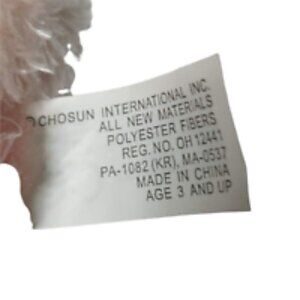 CHOSUN INTERNATIONAL INC.
ALL NEW MATERIALS
POLYESTER FIBERS
REG. NO. OH 12441
PA-1082 (KR), MA-0537
MADE IN CHINA
AGE 3 AND UP